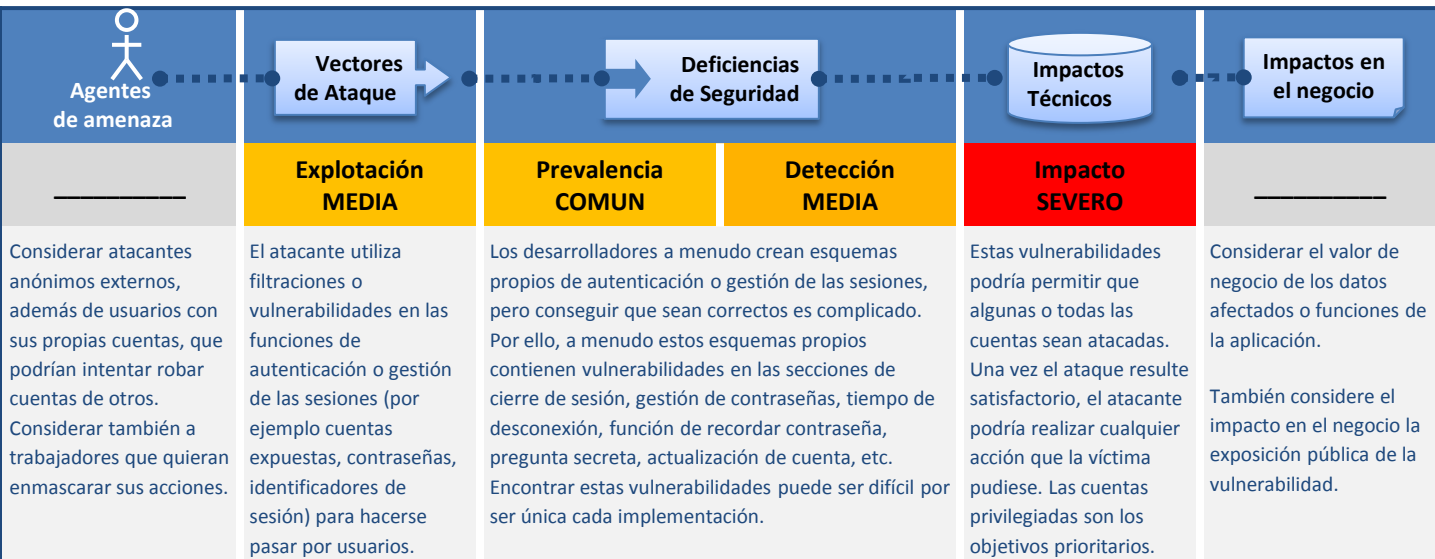 Agentes
de amenaza
Vectores
de Ataque
Deficiencias
de Seguridad
Impactos
Técnicos
Impactos en
el negocio
__________
Explotación
MEDIA
Prevalencia
COMUN
Detección
MEDIA
Impacto
SEVERO
__________
Considerar atacantes
anónimos externos,
además de usuarios con
sus propias cuentas, que
podrían intentar robar
cuentas de otros.
Considerar también a
trabajadores que quieran
enmascarar sus acciones.
El atacante utiliza
filtraciones o
vulnerabilidades en las
funciones de
autenticación o gestión
de las sesiones (por
ejemplo cuentas
expuestas, contraseñas,
identificadores de
sesión) para hacerse
pasar por usuarios.
Los desarrolladores a menudo crean esquemas
propios de autenticación o gestión de las sesiones,
pero conseguir que sean correctos es complicado.
Por ello, a menudo estos esquemas propios
contienen vulnerabilidades en las secciones de
cierre de sesión, gestión de contraseñas, tiempo de
desconexión, función de recordar contraseña,
pregunta secreta, actualización de cuenta, etc.
Encontrar estas vulnerabilidades puede ser difícil por
ser única cada implementación.
Estas vulnerabilidades
podría permitir que
algunas o todas las
cuentas sean atacadas.
Una vez el ataque resulte
satisfactorio, el atacante
podría realizar cualquier
acción que la víctima
pudiese. Las cuentas
privilegiadas son los
objetivos prioritarios.
Considerar el valor de
negocio de los datos
afectados o funciones de
la aplicación.
También considere el
impacto en el negocio la
exposición pública de la
vulnerabilidad.